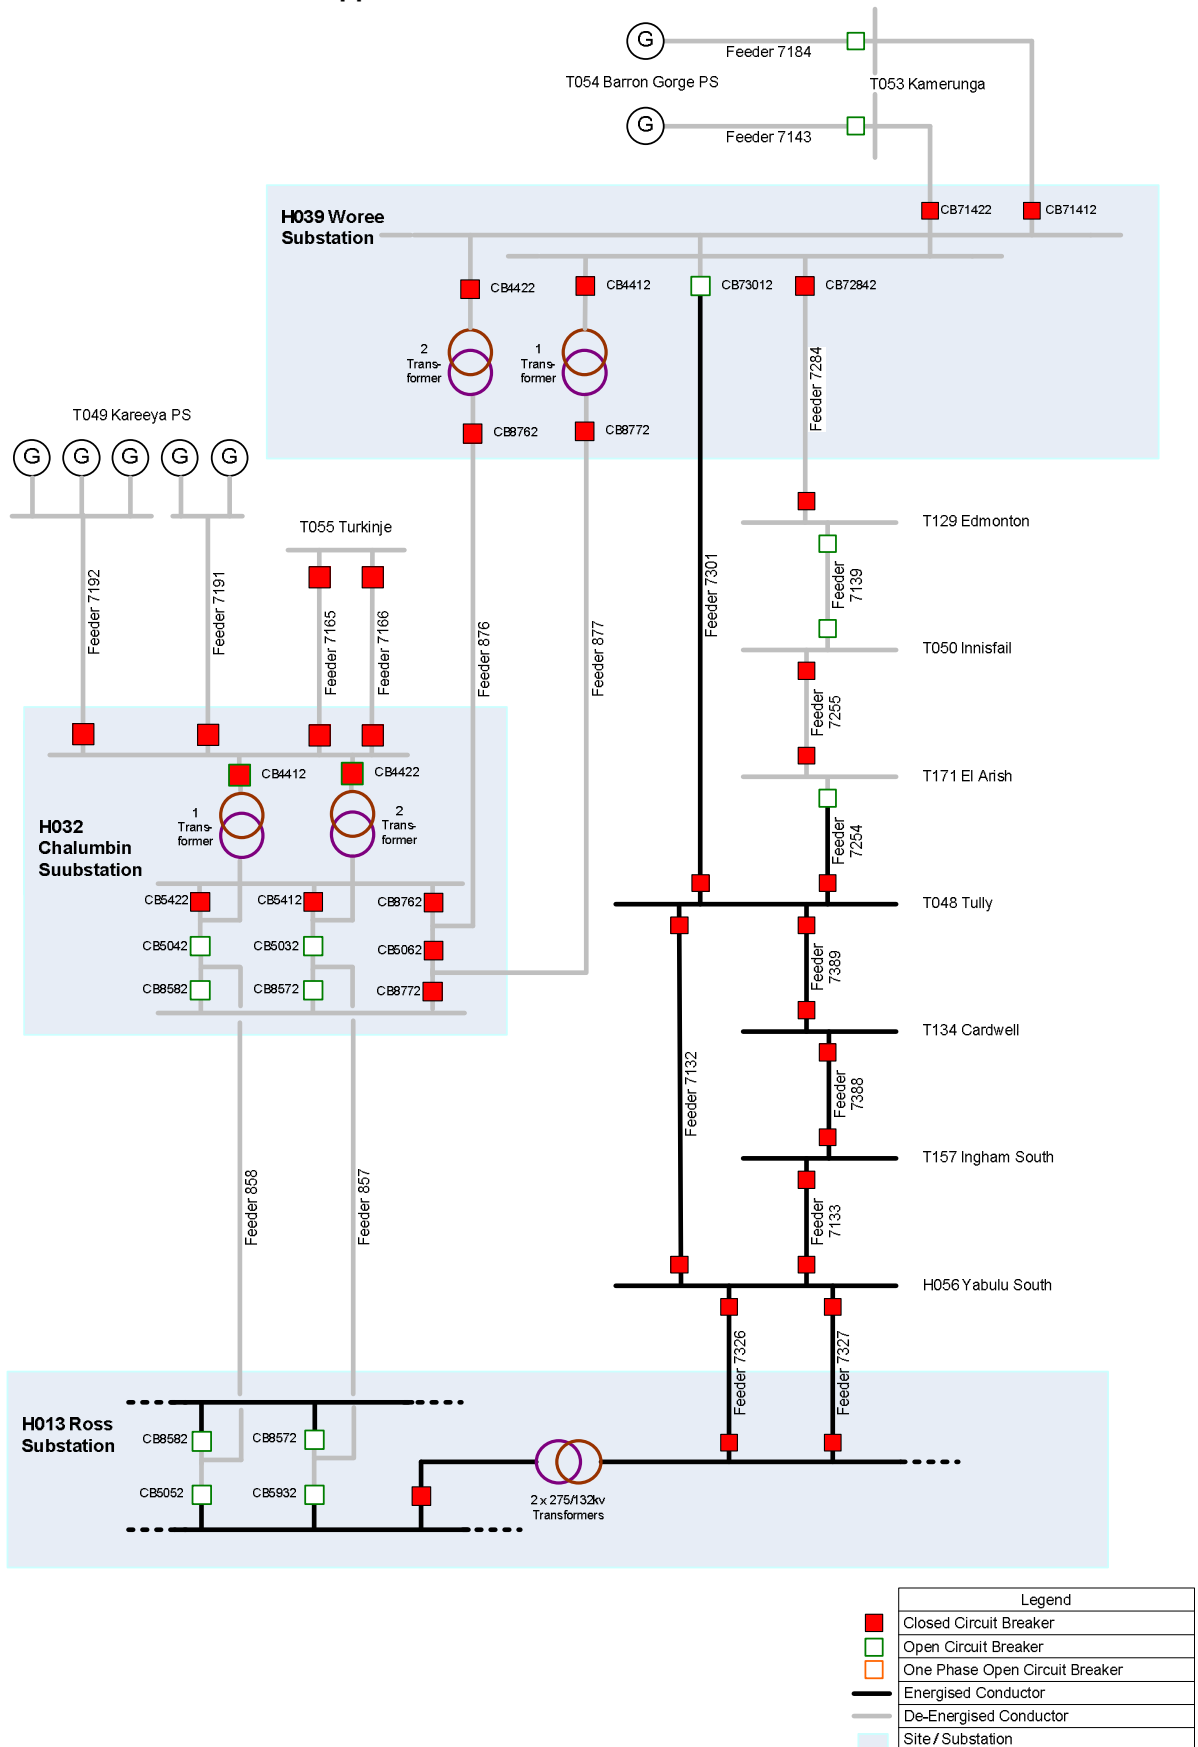 G
Feeder 7184
T054 Barron Gorge PS
T053 Kamerunga
G
Feeder 7143
H039 Woree
Substation
CB71422
CB71412
CB4422
CB4412
CB73012
CB72842
2
Trans-
former
1
Trans-
former
Feeder 7284
T049 Kareeya PS
CB8762
CB8772
G
G
G
G
G
T129 Edmonton
T055 Turkinje
Feeder 7192
Feeder 7191
Feeder 7165
Feeder 7166
Feeder 876
Feeder 877
Feeder 7301
Feeder
7139
T050 Innisfail
Feeder
7255
T171 El Arish
CB4412
CB4422
1
Trans-
former
2
Trans-
former
H032
Chalumbin
Suubstation
Feeder
7254
CB5422
CB5412
CB8762
T048 Tully
CB5042
CB5032
CB5062
Feeder
7389
CB8582
CB8572
CB8772
T134 Cardwell
Feeder 7132
Feeder
7388
T157 Ingham South
Feeder 858
Feeder 857
Feeder
7133
H056 Yabulu South
Feeder 7326
Feeder 7327
H013 Ross
Substation
CB8582
CB8572
CB5052
CB5932
2 x 275/132kv
Transformers
Legend
Closed Circuit Breaker
Open Circuit Breaker
One Phase Open Circuit Breaker
Energised Conductor
De-Energised Conductor
Site / Substation